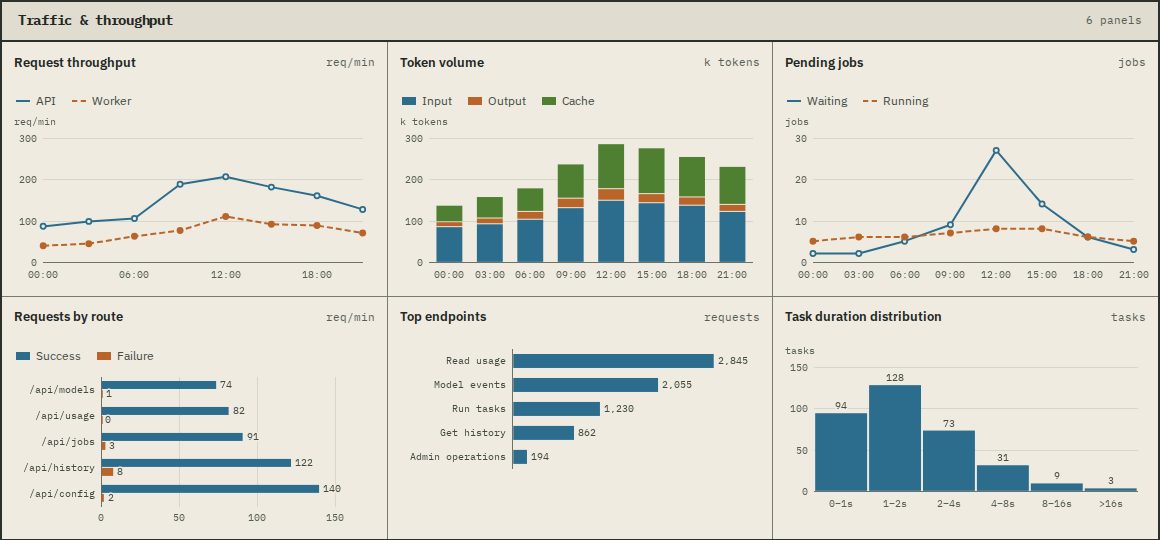 Traffic & throughput 6 panels
Request throughput req/min
API Worker
req/min
300
200
100
0
00:00 06:00 12:00 18:00
Token volume k tokens
Input Output Cache
k tokens
300
200
100
0
00:00 03:00 06:00 09:00 12:00 15:00 18:00 21:00
Pending jobs jobs
Waiting Running
jobs
30
20
10
0
00:00 03:00 06:00 09:00 12:00 15:00 18:00 21:00
Requests by route req/min
Success Failure
/api/models 74
1
/api/usage 82
0
/api/jobs 91
3
/api/history 122
8
/api/config 140
2
0 50 100 150
Top endpoints requests
Read usage 2,845
Model events 2,055
Run tasks 1,230
Get history 862
Admin operations 194
Task duration distribution tasks
tasks
150
100
50
0
94 128 73 31 9 3
0–1s 1–2s 2–4s 4–8s 8–16s >16s